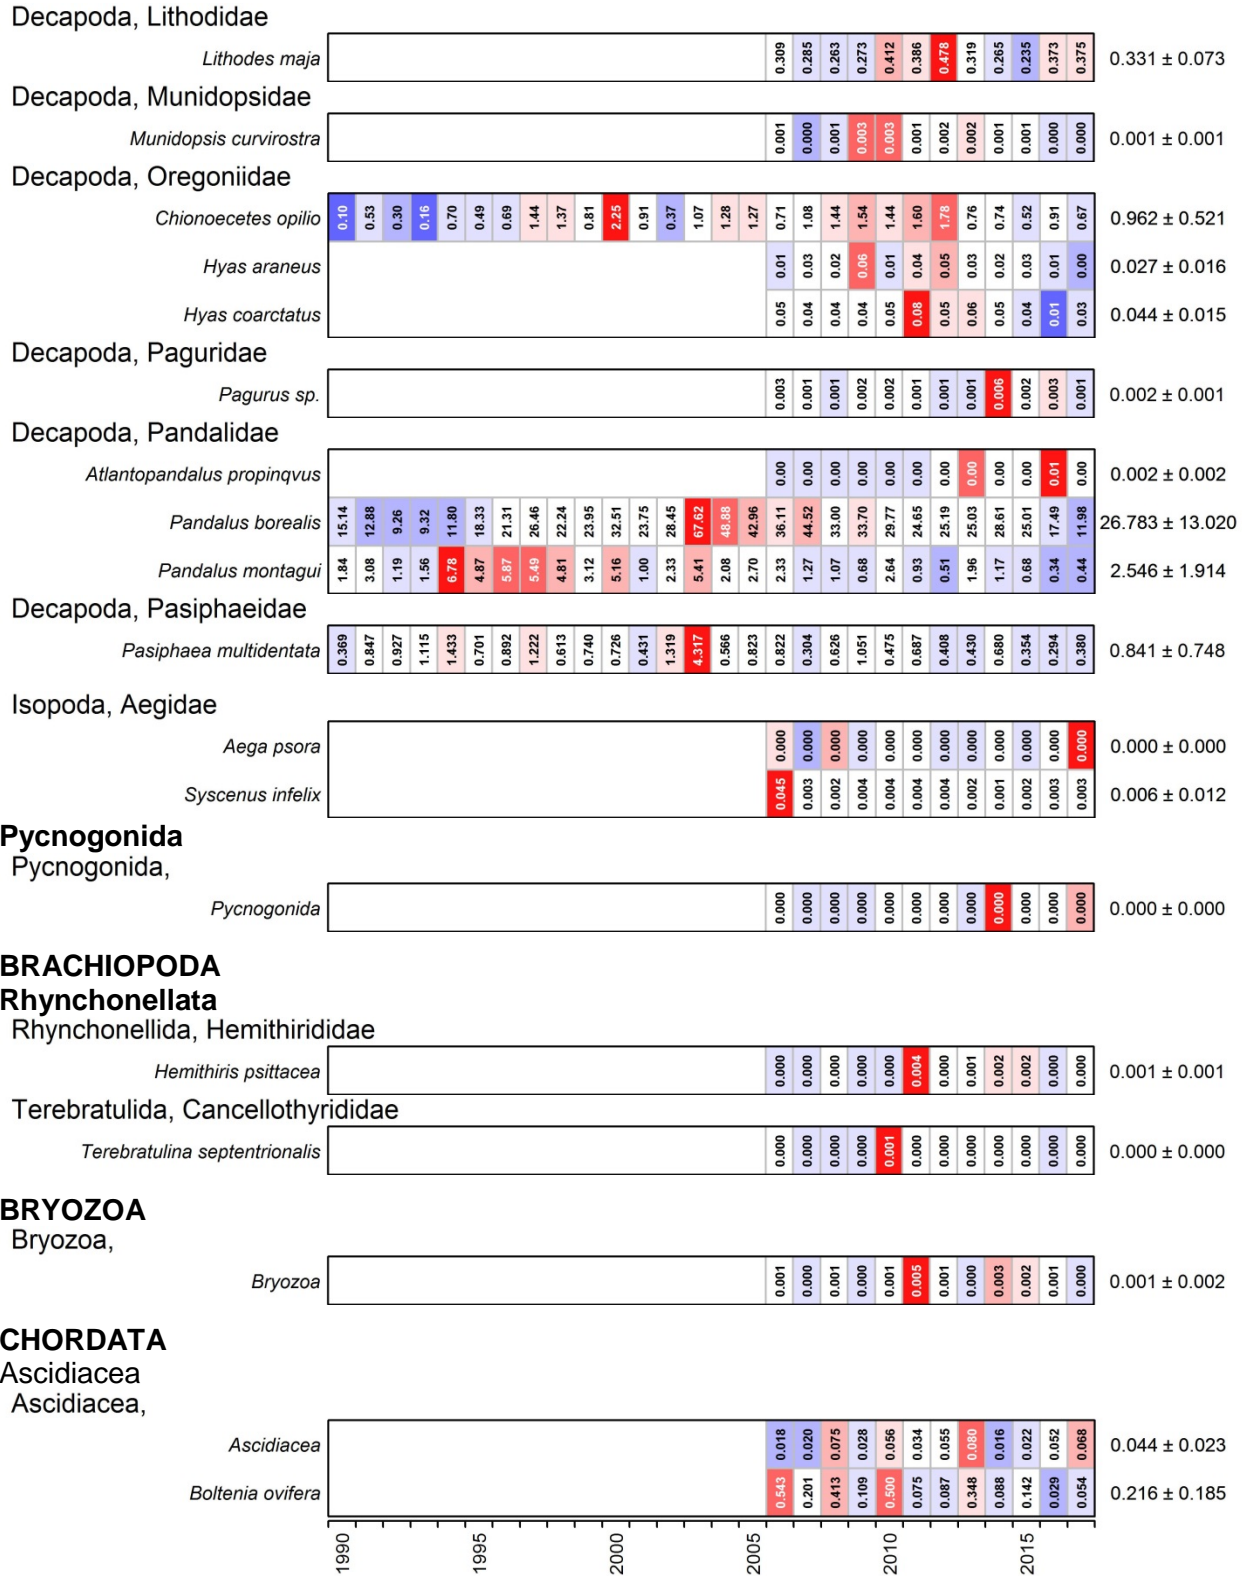 Decapoda, Lithodidae
Lithodes maja 0.309 0.285 0.263 0.273 0.412 0.386 0.478 0.319 0.265 0.235 0.373 0.375 0.331 ± 0.073
Decapoda, Munidopsidae
Munidopsis curvirostra 0.001 0.000 0.001 0.003 0.003 0.001 0.002 0.002 0.001 0.001 0.000 0.000 0.001 ± 0.001
Decapoda, Oregoniidae
Chionoecetes opilio 0.10 0.53 0.30 0.16 0.70 0.49 0.69 1.44 1.37 0.81 2.25 0.91 0.37 1.07 1.28 1.27 0.71 1.08 1.44 1.54 1.44 1.60 1.78 0.76 0.74 0.52 0.91 0.67 0.962 ± 0.521
Hyas araneus 0.01 0.03 0.02 0.06 0.01 0.04 0.05 0.03 0.02 0.03 0.01 0.00 0.027 ± 0.016
Hyas coarctatus 0.05 0.04 0.04 0.04 0.05 0.08 0.05 0.06 0.05 0.04 0.01 0.03 0.044 ± 0.015
Decapoda, Paguridae
Pagurus sp. 0.003 0.001 0.001 0.002 0.002 0.001 0.001 0.001 0.006 0.002 0.003 0.001 0.002 ± 0.001
Decapoda, Pandalidae
Atlantopandalus propinqvus 0.00 0.00 0.00 0.00 0.00 0.00 0.00 0.00 0.00 0.00 0.01 0.00 0.002 ± 0.002
Pandalus borealis 15.14 12.88 9.26 9.32 11.80 18.33 21.31 26.46 22.24 23.95 32.51 23.75 28.45 67.62 48.88 42.96 36.11 44.52 33.00 33.70 29.77 24.65 25.19 25.03 28.61 25.01 17.49 11.98 26.783 ± 13.020
Pandalus montagui 1.84 3.08 1.19 1.56 6.78 4.87 5.87 5.49 4.81 3.12 5.16 1.00 2.33 5.41 2.08 2.70 2.33 1.27 1.07 0.68 2.64 0.93 0.51 1.96 1.17 0.68 0.34 0.44 2.546 ± 1.914
Decapoda, Pasiphaeidae
Pasiphaea multidentata 0.369 0.847 0.927 1.115 1.433 0.701 0.892 1.222 0.613 0.740 0.726 0.431 1.319 4.317 0.566 0.823 0.822 0.304 0.626 1.051 0.475 0.687 0.408 0.430 0.680 0.354 0.294 0.380 0.841 ± 0.748
Isopoda, Aegidae
Aega psora 0.000 0.000 0.000 0.000 0.000 0.000 0.000 0.000 0.000 0.000 0.000 0.000 0.000 ± 0.000
Syscenus infelix 0.045 0.003 0.002 0.004 0.004 0.004 0.004 0.002 0.001 0.002 0.003 0.003 0.006 ± 0.012
Pycnogonida
Pycnogonida,
Pycnogonida 0.000 0.000 0.000 0.000 0.000 0.000 0.000 0.000 0.000 0.000 0.000 0.000 0.000 ± 0.000
BRACHIOPODA
Rhynchonellata
Rhynchonellida, Hemithirididae
Hemithiris psittacea 0.000 0.000 0.000 0.000 0.000 0.004 0.000 0.001 0.002 0.002 0.000 0.000 0.001 ± 0.001
Terebratulida, Cancellothyrididae
Terebratulina septentrionalis 0.000 0.000 0.000 0.000 0.001 0.000 0.000 0.000 0.000 0.000 0.000 0.000 0.000 ± 0.000
BRYOZOA
Bryozoa,
Bryozoa 0.001 0.000 0.001 0.000 0.001 0.005 0.001 0.000 0.003 0.002 0.001 0.000 0.001 ± 0.002
CHORDATA
Ascidiacea
Ascidiacea,
Ascidiacea 0.018 0.020 0.075 0.028 0.056 0.034 0.055 0.080 0.016 0.022 0.052 0.068 0.044 ± 0.023
Boltenia ovifera 0.543 0.201 0.413 0.109 0.500 0.075 0.087 0.348 0.088 0.142 0.029 0.054 0.216 ± 0.185
1990 1995 2000 2005 2010 2015